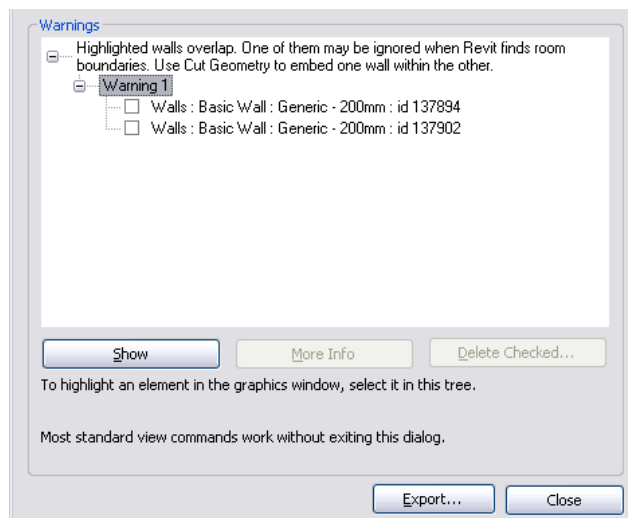 Warnings
Highlighted walls overlap. One of them may be ignored when Revit finds room
boundaries. Use Cut Geometry to embed one wall within the other.
Warning 1
Walls : Basic Wall : Generic - 200mm : id 137894
Walls : Basic Wall : Generic - 200mm : id 137902
Show More Info Delete Checked...
To highlight an element in the graphics window, select it in this tree.
Most standard view commands work without exiting this dialog.
Export... Close